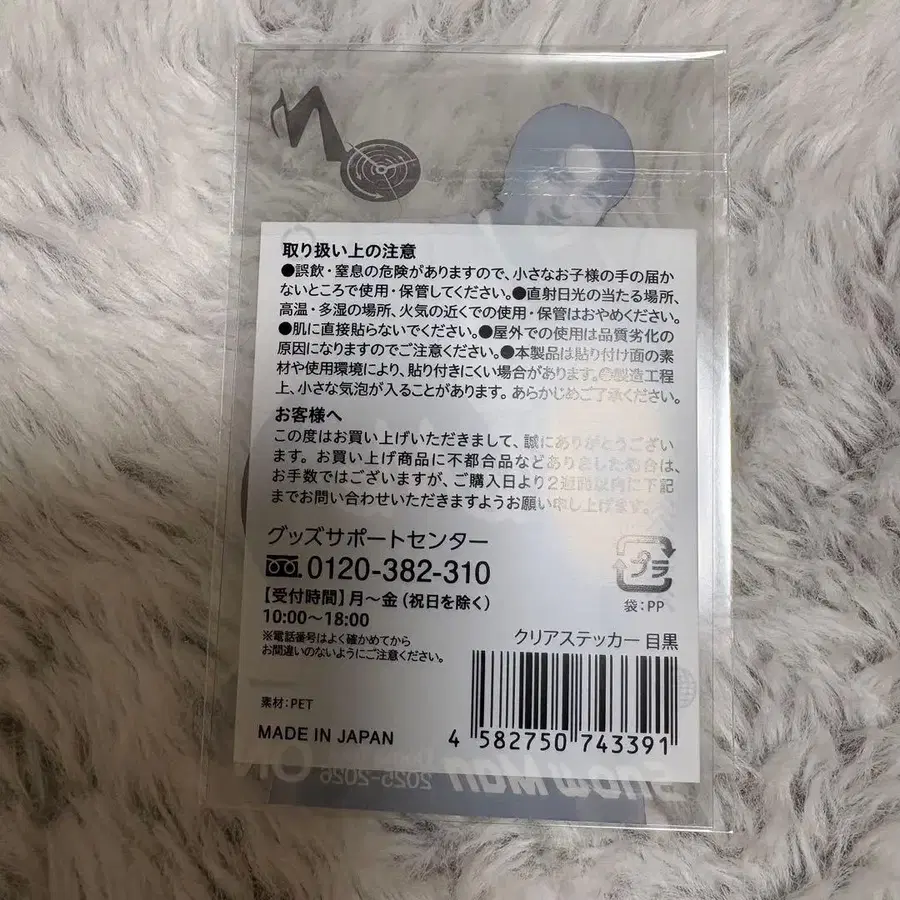 取り扱い上の注意
●誤飲・窒息の危険がありますので、小さなお子様の手の届か
ないところで使用・保管してください。●直射日光の当たる場所、
高温・多湿の場所、火気の近くでの使用・保管はおやめください。
●肌に直接貼らないでください。●屋外での使用は品質劣化の
原因になりますのでご注意ください。●本製品は貼り付け面の素
材や使用環境により、貼り付きにくい場合があります。●製造工程
上、小さな気泡が入ることがあります。あらかじめご了承ください。
お客様へ
この度はお買い上げいただきまして、誠にありがとうござい
ます。お買い上げ商品に不都合品などありました場合は、
お手数ではございますが、ご購入日より2週間以内に下記
までお問い合わせいただきますようお願い申し上げます。
グッズサポートセンター
0120-382-310
【受付時間】月～金（祝日を除く）
10:00～18:00
※電話番号はよく確かめてから
お間違いのないようにご注意ください。
プラ
袋：PP
クリアステッカー 目黒
素材：PET
MADE IN JAPAN
4 582750 743391
Snow Man
2025-2026
ON